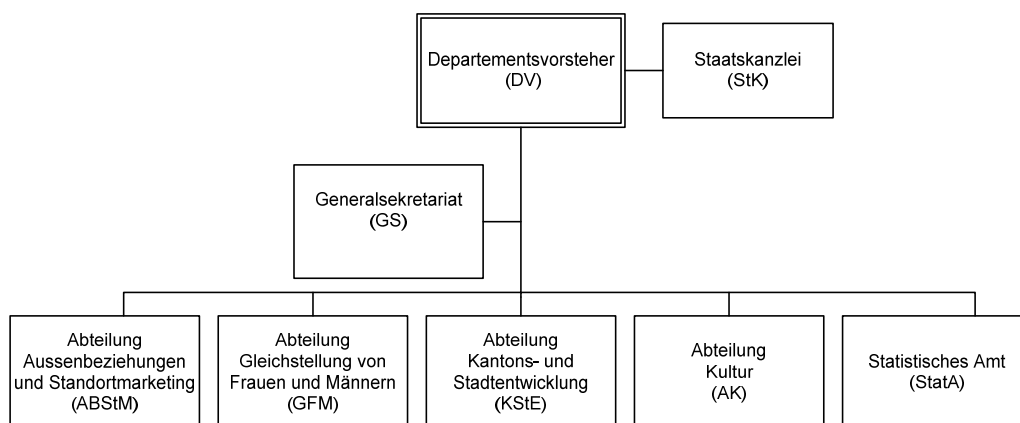 Departementsvorsteher
(DV)
Staatskanzlei
(StK)
Generalsekretariat
(GS)
Abteilung
Aussenbeziehungen
und Standortmarketing
(ABStM)
Abteilung
Gleichstellung von
Frauen und Männern
(GFM)
Abteilung
Kantons- und
Stadtentwicklung
(KStE)
Abteilung
Kultur
(AK)
Statistisches Amt
(StatA)